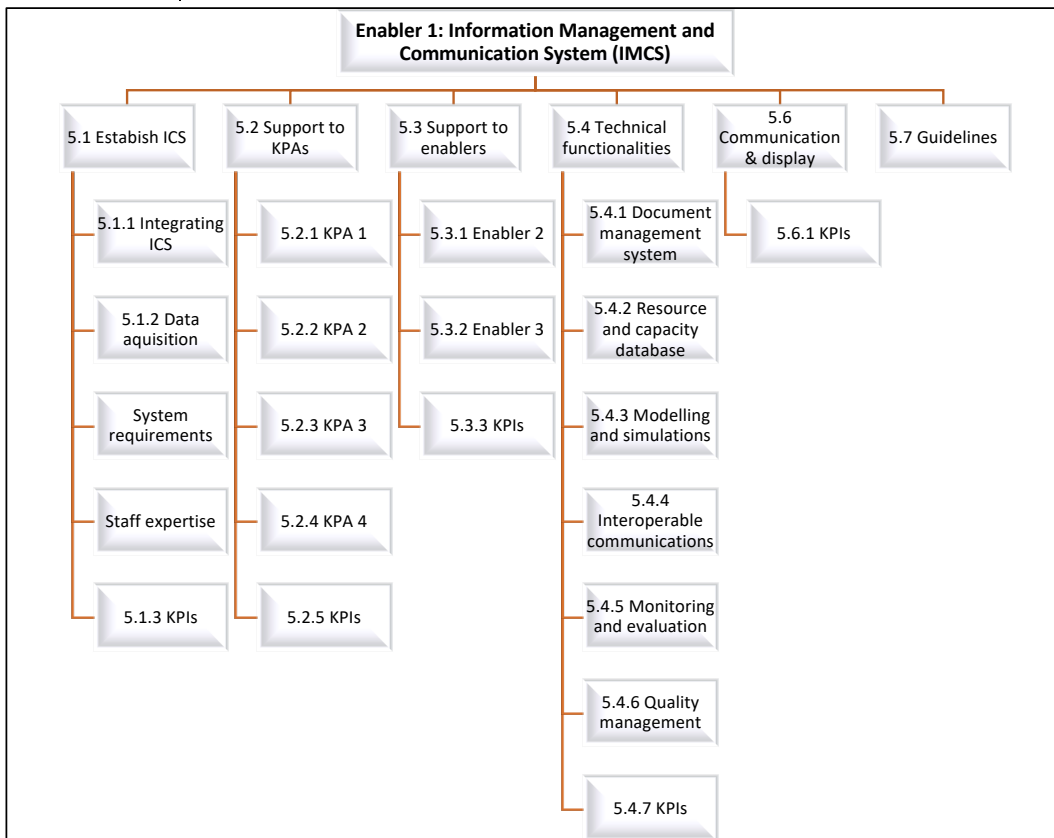 Enabler 1: Information Management and
Communication System (IMCS)
5.1 Estabish ICS
5.1.1 Integrating
ICS
5.1.2 Data
aquisition
System
requirements
Staff expertise
5.1.3 KPIs
5.2 Support to
KPAs
5.2.1 KPA 1
5.2.2 KPA 2
5.2.3 KPA 3
5.2.4 KPA 4
5.2.5 KPIs
5.3 Support to
enablers
5.3.1 Enabler 2
5.3.2 Enabler 3
5.3.3 KPIs
5.4 Technical
functionalities
5.4.1 Document
management
system
5.4.2 Resource
and capacity
database
5.4.3 Modelling
and simulations
5.4.4
Interoperable
communications
5.4.5 Monitoring
and evaluation
5.4.6 Quality
management
5.4.7 KPIs
5.6
Communication
& display
5.6.1 KPIs
5.7 Guidelines